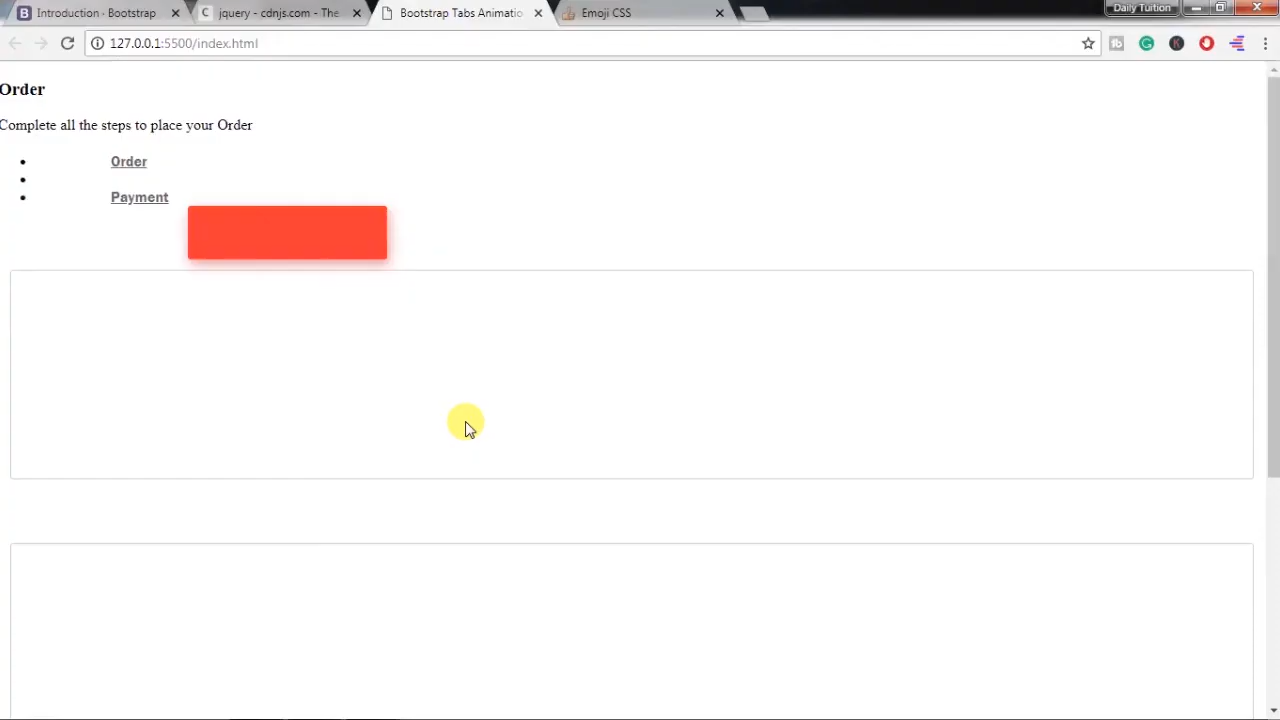 Introduction · Bootstrap
jquery - cdnjs.com - The
Bootstrap Tabs Animatio
Emoji CSS
Daily Tuition
127.0.0.1:5500/index.html
Order
Complete all the steps to place your Order
Order
Payment